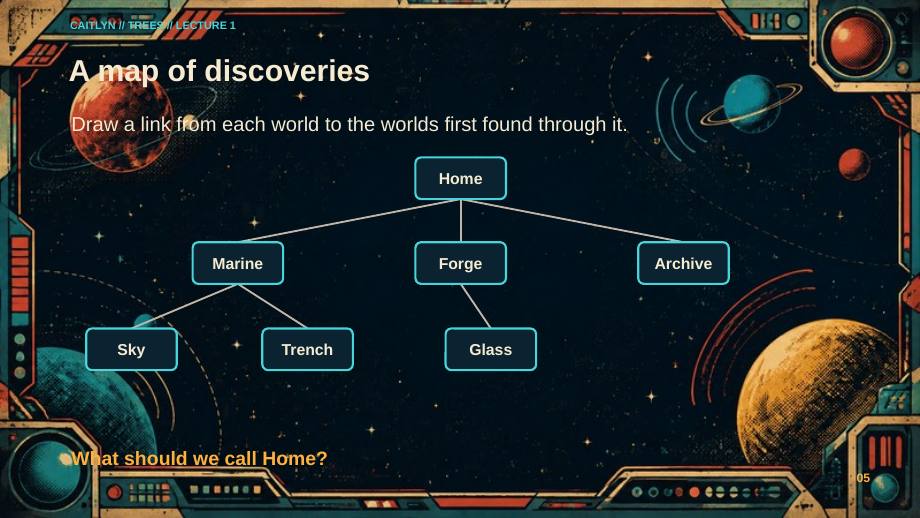 CAITLYN // TREES // LECTURE 1
A map of discoveries
Draw a link from each world to the worlds first found through it.
Home
Marine
Forge
Archive
Sky
Trench
Glass
What should we call Home?
05